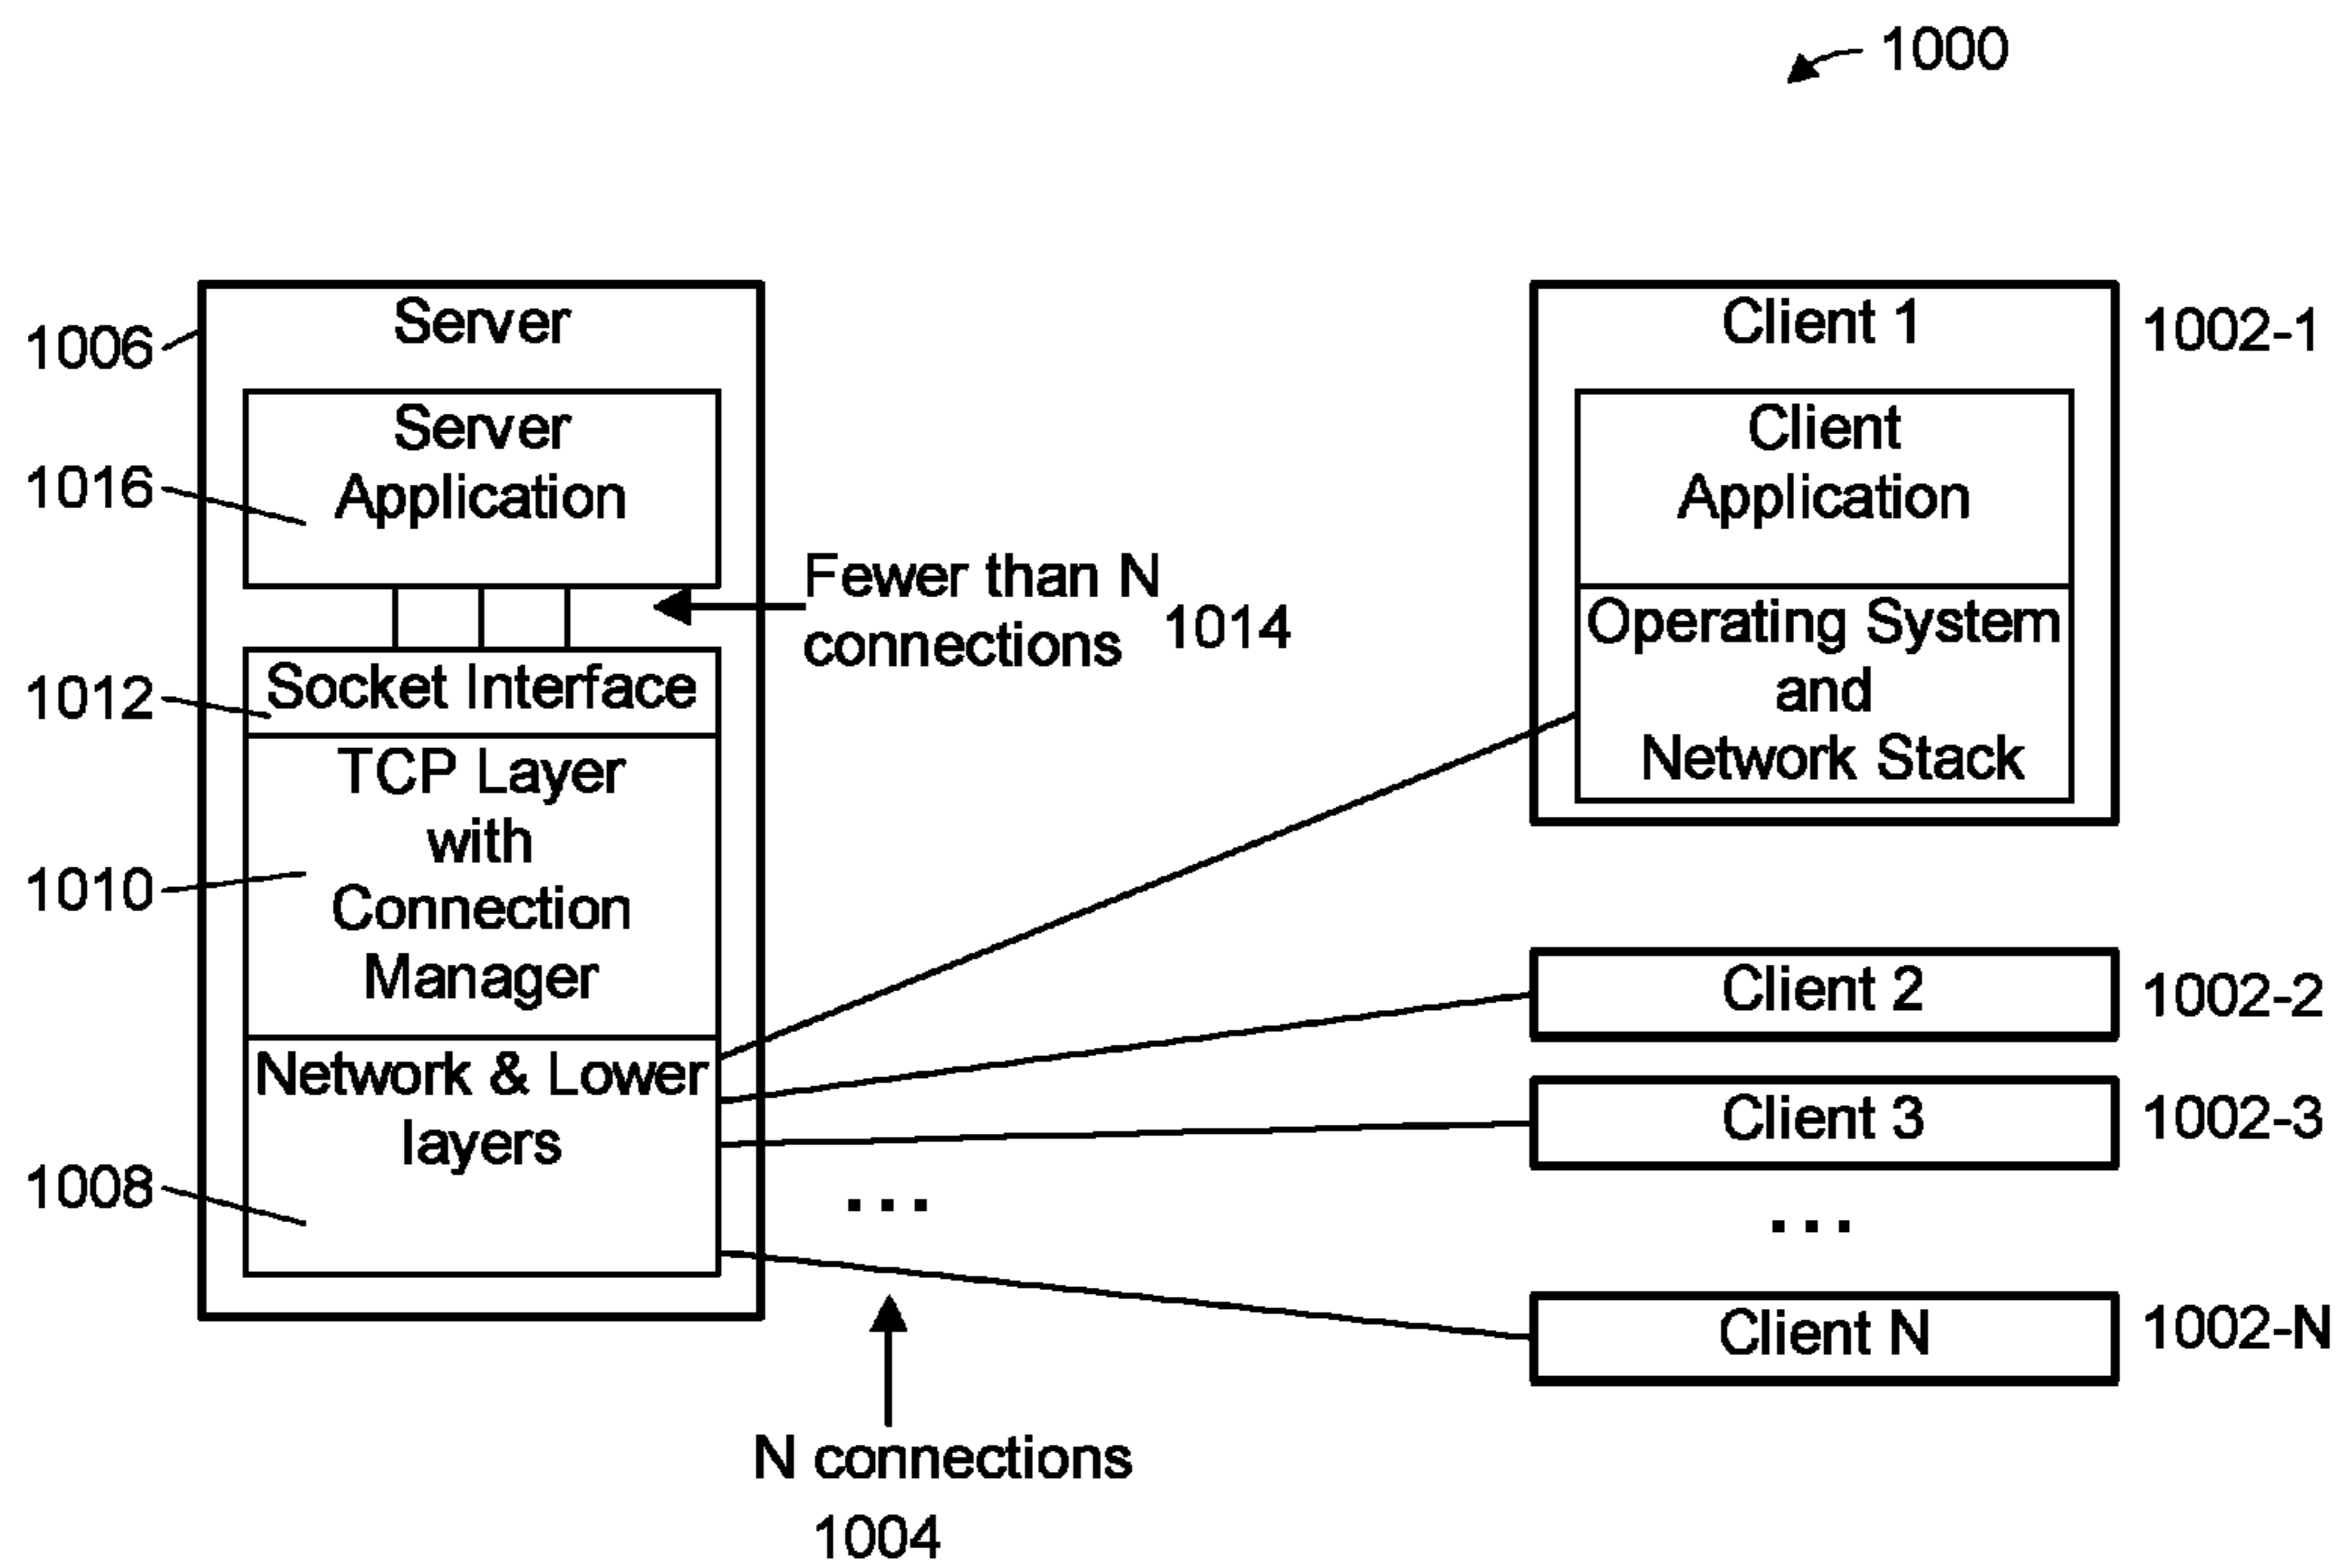 1000
Server
1006
Server
Application
1016
Fewer than N
connections
1014
Socket Interface
1012
TCP Layer
with
Connection
Manager
1010
Network & Lower
layers
1008
...
N connections
1004
Client 1
1002-1
Client
Application
Operating System
and
Network Stack
Client 2
1002-2
Client 3
1002-3
...
Client N
1002-N